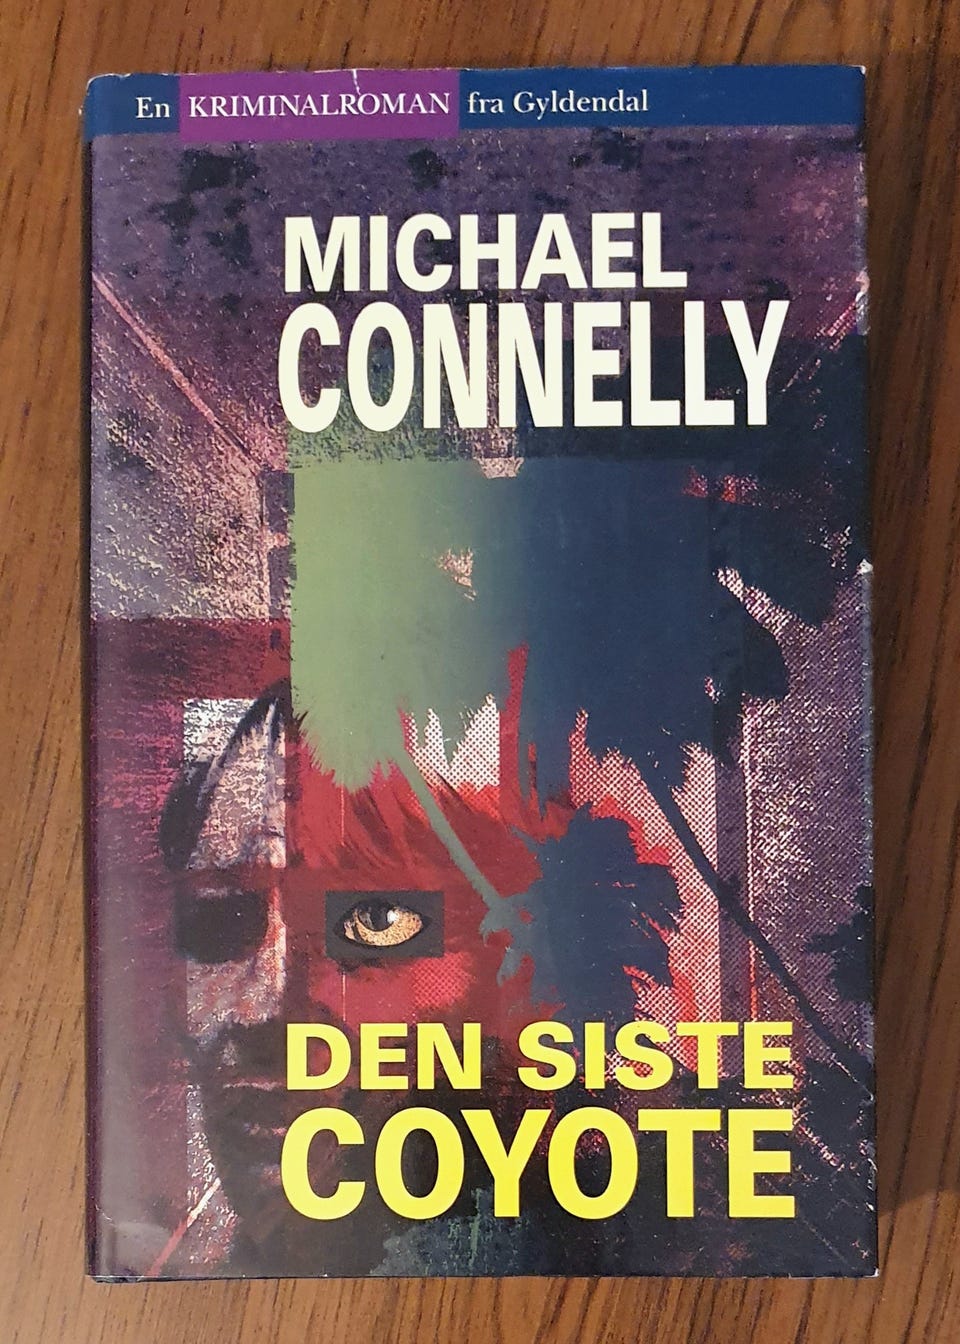 En KRIMINALROMAN fra Gyldendal
MICHAEL
CONNELLY
DEN SISTE
COYOTE